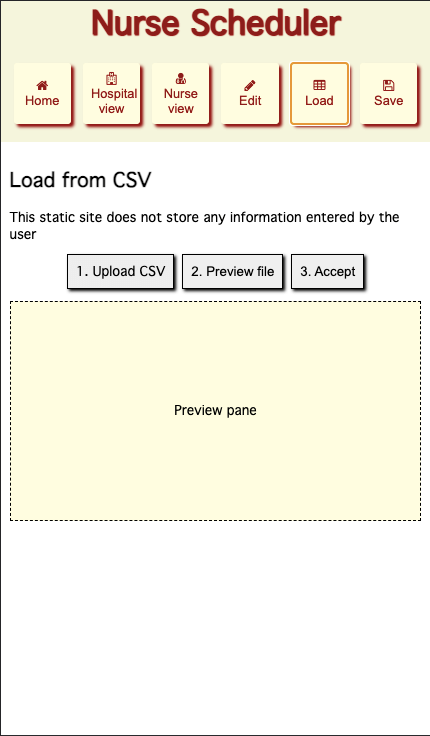 Nurse Scheduler
Home
Hospital
view
Nurse
view
Edit
Load
Save
Load from CSV
This static site does not store any information entered by the
user
1. Upload CSV
2. Preview file
3. Accept
Preview pane